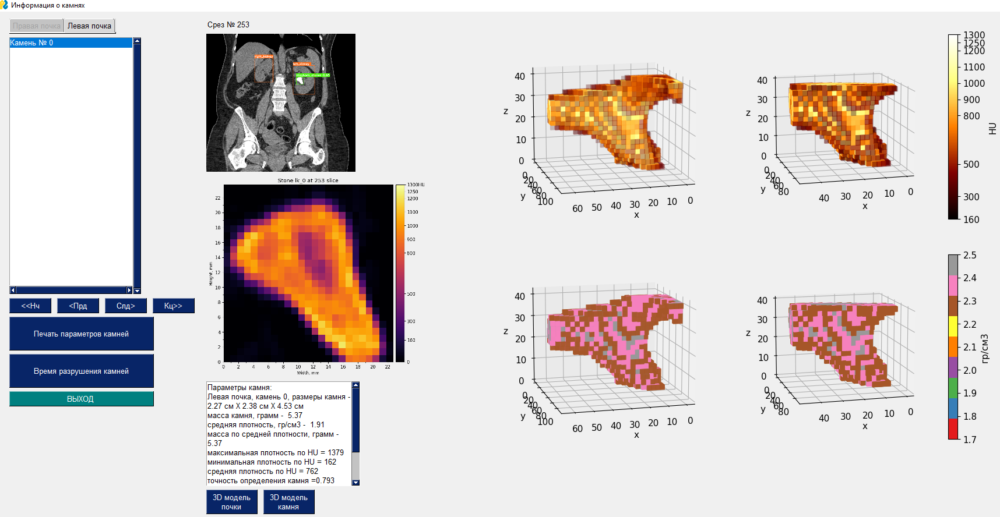 Информация о камнях
Правая почка
Левая почка
Камень № 0
<<Нч
<Прд
Слд>
Кц>>
Печать параметров камней
Время разрушения камней
ВЫХОД
Срез № 253
right_kidney
left_kidney
Stone lk_0 at 253 slice
Height, mm
22
20
18
16
14
12
10
8
6
4
2
0
0 2 4 6 8 10 12 14 16 18 20 22
Width, mm
1300HU
1250
1200
1100
1000
900
800
500
300
160
0
Параметры камня:
Левая почка, камень 0, размеры камня -
2.27 см X 2.38 см X 4.53 см
масса камня, грамм - 5.37
средняя плотность, гр/см3 - 1.91
масса по средней плотности, грамм -
5.37
максимальная плотность по HU = 1379
минимальная плотность по HU = 162
средняя плотность по HU = 762
точность определения камня =0.793
3D модель
почки
3D модель
камня
40
30
z
20
10
0
0
20
40
60
80
100
y
60 50 40 30 20 10 0
x
40
30
z
20
10
0
0
20
40
60
80
y
40 30 20 10 0
x
1300
1250
1200
1100
1000
900
800
500
300
160
HU
40
30
z
20
10
0
0
20
40
60
80
100
y
60 50 40 30 20 10 0
x
40
30
z
20
10
0
0
20
40
60
80
y
40 30 20 10 0
x
2.5
2.4
2.3
2.2
2.1
2.0
1.9
1.8
1.7
гр/см3